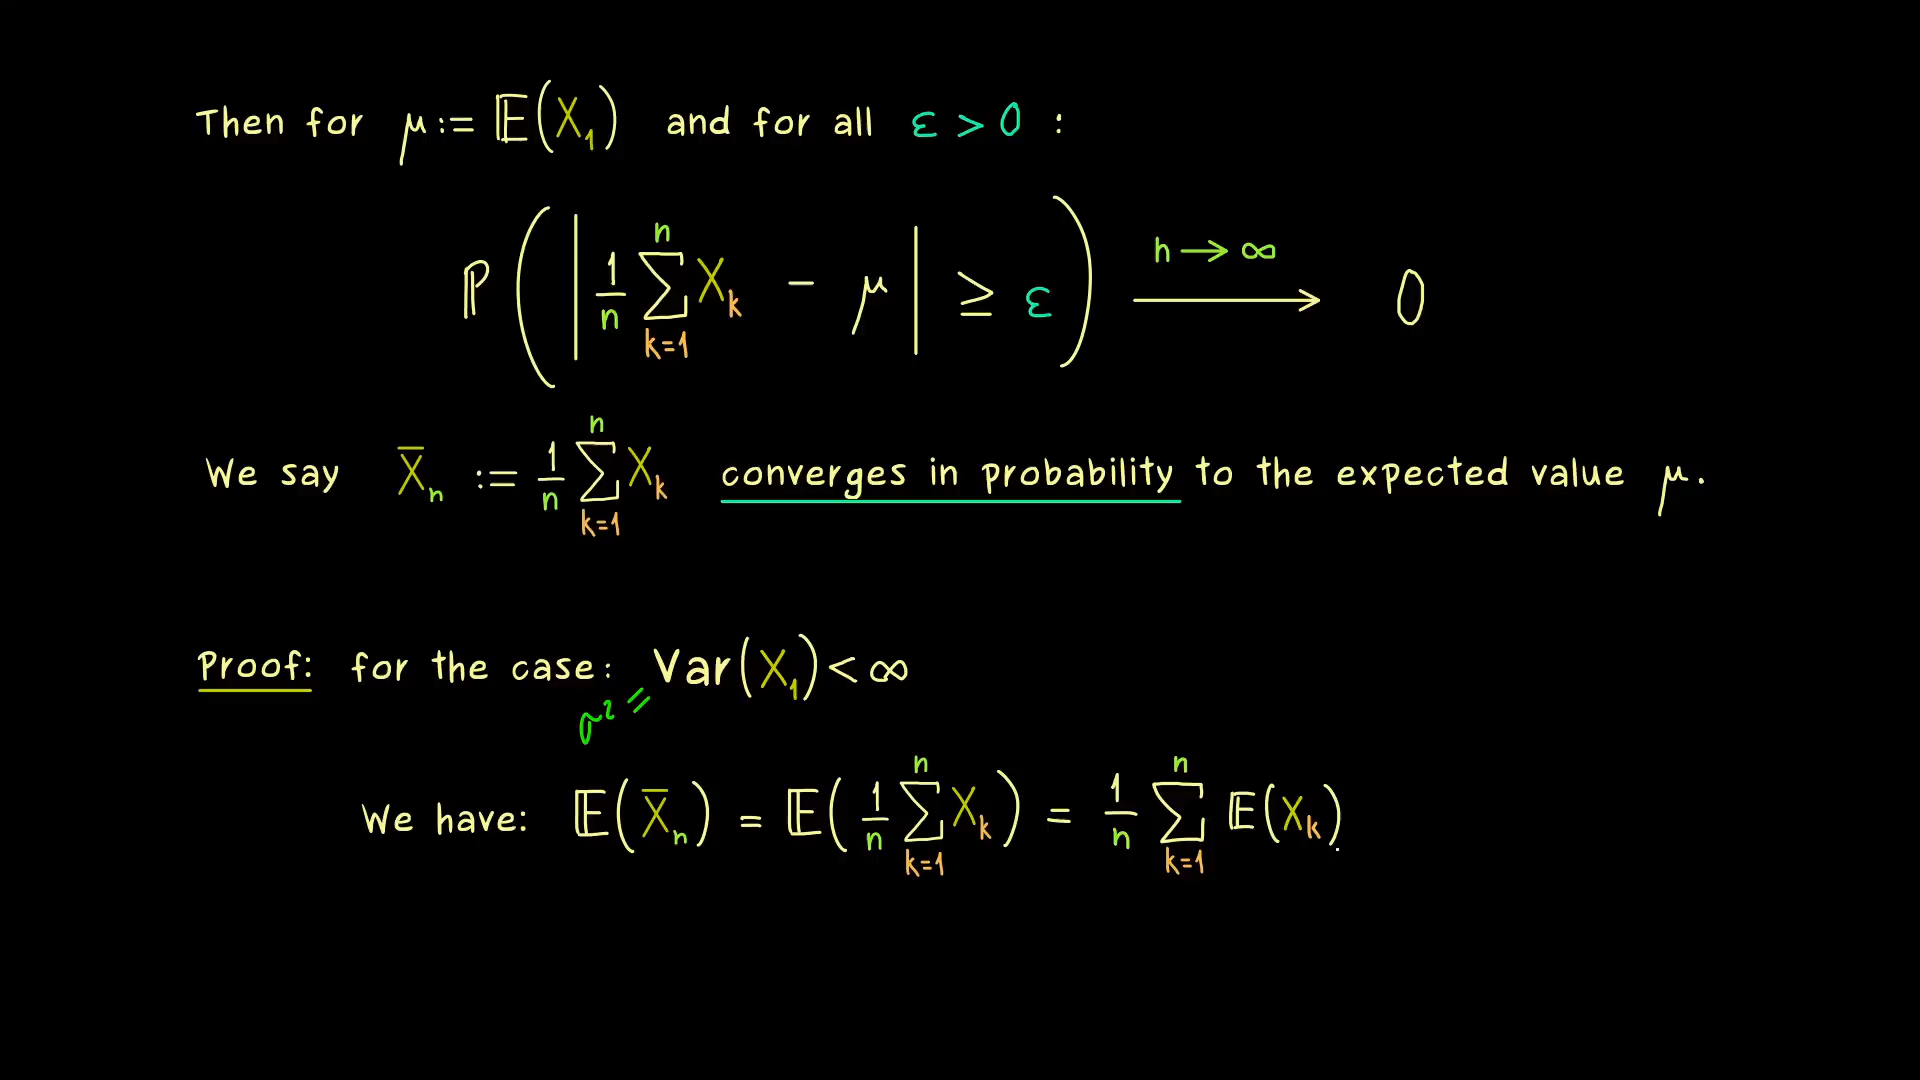 Then for μ := 𝔼(X₁) and for all ε > 0 :
ℙ( | 1/n ∑_{k=1}^{n} X_k − μ | ≥ ε ) ⟶^{n → ∞} 0
We say X̄_n := 1/n ∑_{k=1}^{n} X_k converges in probability to the expected value μ.
Proof: for the case: Var(X₁) < ∞
σ² =
We have: 𝔼(X̄_n) = 𝔼( 1/n ∑_{k=1}^{n} X_k ) = 1/n ∑_{k=1}^{n} 𝔼(X_k)